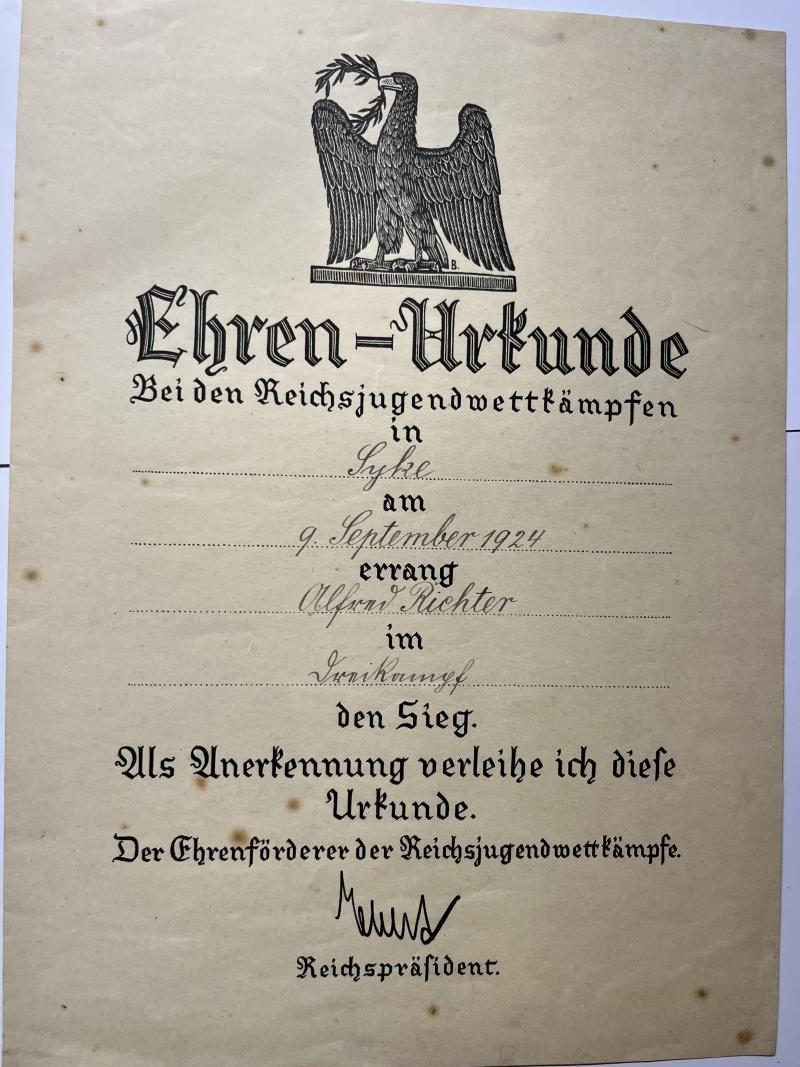 B.
Ehren-Urkunde
Bei den Reichsjugendwettkämpfen
in
Syke
am
9. September 1924
errang
Alfred Richter
im
Dreikampf
den Sieg.
Als Anerkennung verleihe ich dieſe
Urkunde.
Der Ehrenförderer der Reichsjugendwettkämpfe.
Ebert
Reichspräſident.